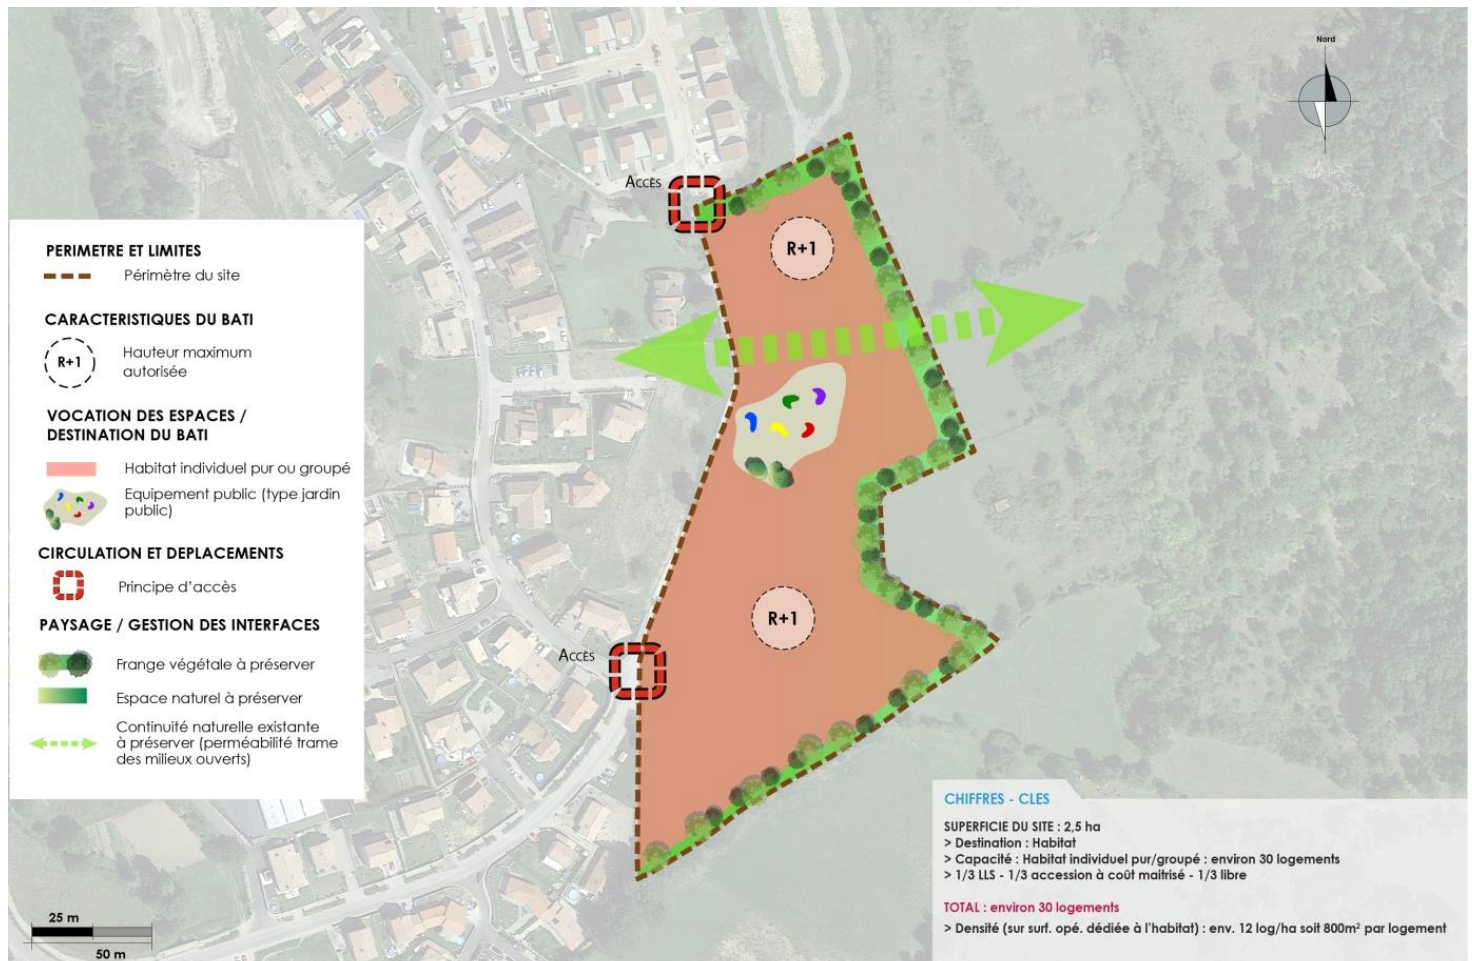 Nord
ACCÈS
R+1
PERIMETRE ET LIMITES
Périmètre du site
CARACTERISTIQUES DU BATI
R+1
Hauteur maximum
autorisée
VOCATION DES ESPACES /
DESTINATION DU BATI
Habitat individuel pur ou groupé
Equipement public (type jardin
public)
CIRCULATION ET DEPLACEMENTS
Principe d'accès
PAYSAGE / GESTION DES INTERFACES
Frange végétale à préserver
Espace naturel à préserver
Continuité naturelle existante
à préserver (perméabilité trame
des milieux ouverts)
R+1
ACCÈS
CHIFFRES - CLES
SUPERFICIE DU SITE : 2,5 ha
> Destination : Habitat
> Capacité : Habitat individuel pur/groupé : environ 30 logements
> 1/3 LLS - 1/3 accession à coût maitrisé - 1/3 libre
TOTAL : environ 30 logements
> Densité (sur surf. opé. dédiée à l'habitat) : env. 12 log/ha soit 800m² par logement
25 m
50 m